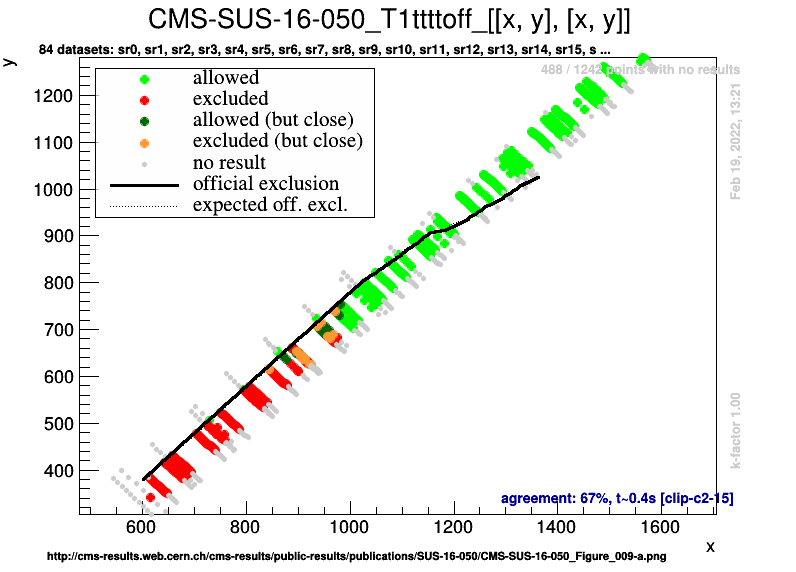 CMS-SUS-16-050_T1ttttoff_[[x, y], [x, y]]
84 datasets: sr0, sr1, sr2, sr3, sr4, sr5, sr6, sr7, sr8, sr9, sr10, sr11, sr12, sr13, sr14, sr15, s ...
y
488 / 1242 points with no results
allowed
excluded
allowed (but close)
excluded (but close)
no result
official exclusion
expected off. excl.
Feb 19, 2022, 13:21
k-factor 1.00
1200
1100
1000
900
800
700
600
500
400
agreement: 67%, t~0.4s [clip-c2-15]
600 800 1000 1200 1400 1600
x
http://cms-results.web.cern.ch/cms-results/public-results/publications/SUS-16-050/CMS-SUS-16-050_Figure_009-a.png